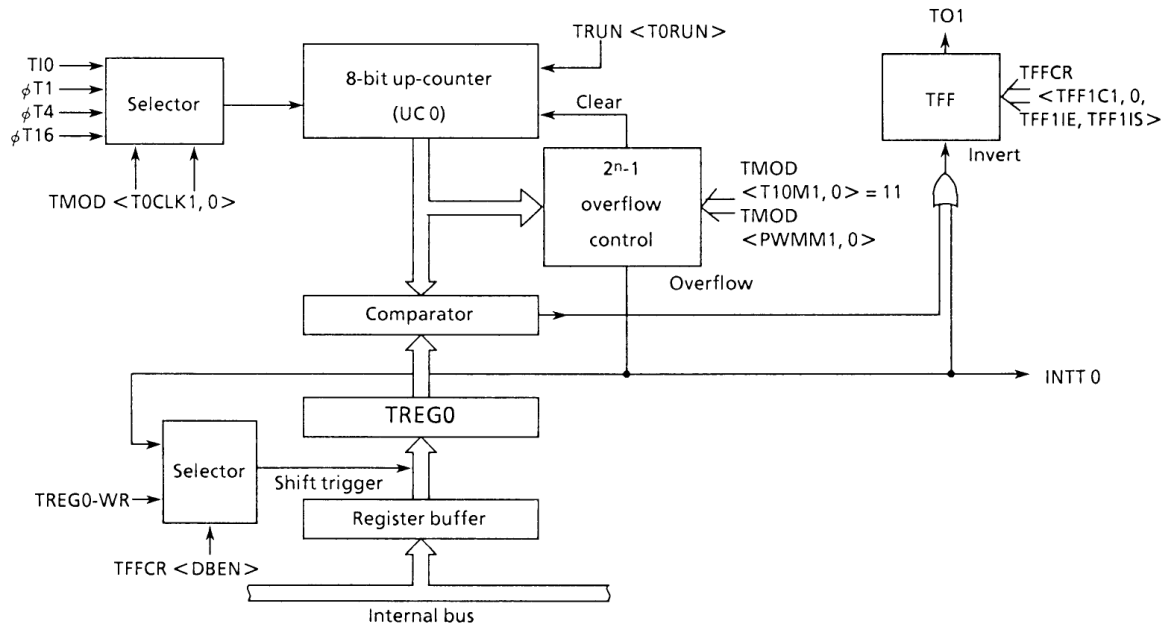 TO1
TRUN <T0RUN>
TI0
ϕT1
ϕT4
ϕT16
Selector
8-bit up-counter
(UC 0)
Clear
TFF
TFFCR
<TFF1C1, 0,
TFF1IE, TFF1IS>
Invert
TMOD <T0CLK1, 0>
2ⁿ-1
overflow
control
TMOD
<T10M1, 0> = 11
TMOD
<PWMM1, 0>
Overflow
Comparator
INTT 0
TREG0
Selector
Shift trigger
TREG0-WR
Register buffer
TFFCR <DBEN>
Internal bus